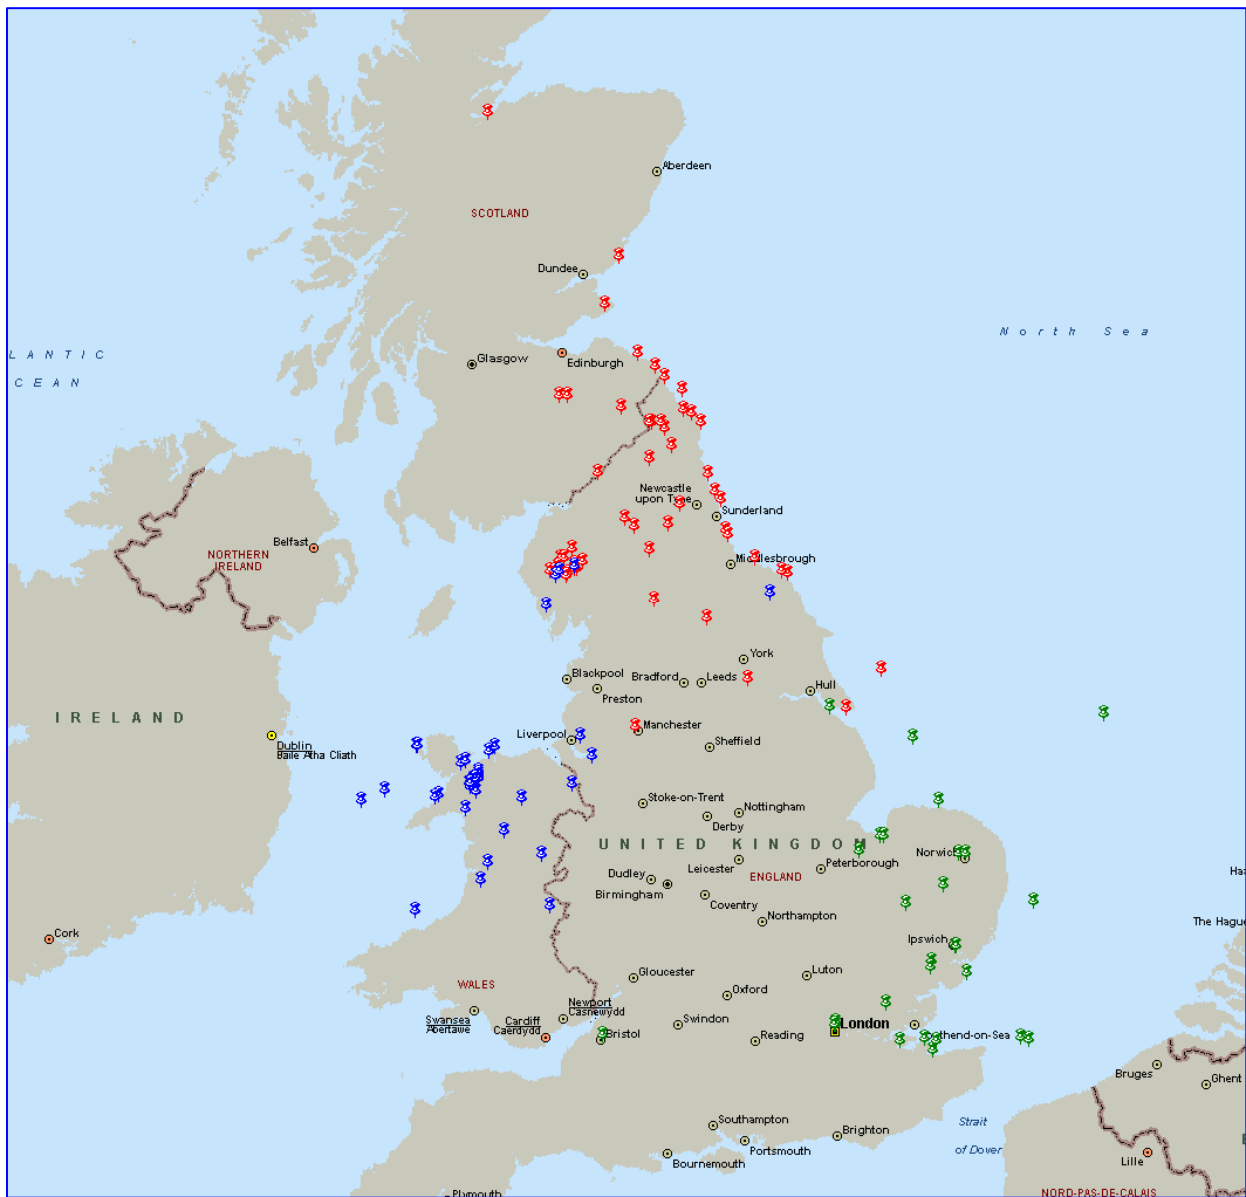 Aberdeen
SCOTLAND
Dundee
North Sea
LANTIC
CEAN
Glasgow
Edinburgh
Newcastle
upon Tyne
Sunderland
Belfast
NORTHERN
IRELAND
Middlesbrough
York
Blackpool
Bradford
Leeds
Preston
Hull
IRELAND
Dublin
Baile Atha Cliath
Liverpool
Manchester
Sheffield
Stoke-on-Trent
Nottingham
Derby
UNITED KINGDOM
Norwich
Leicester
Peterborough
Dudley
ENGLAND
Birmingham
Coventry
Northampton
Haa
The Hague
Cork
Ipswich
Gloucester
Luton
WALES
Oxford
Newport
Casnewydd
Swansea
Abertawe
Cardiff
Caerdydd
Swindon
London
Bristol
Reading
thend-on-Sea
Bruges
Ghent
Southampton
Strait
of Dover
Brighton
Portsmouth
Bournemouth
Lille
Plymouth
NORD-PAS-DE-CALAIS